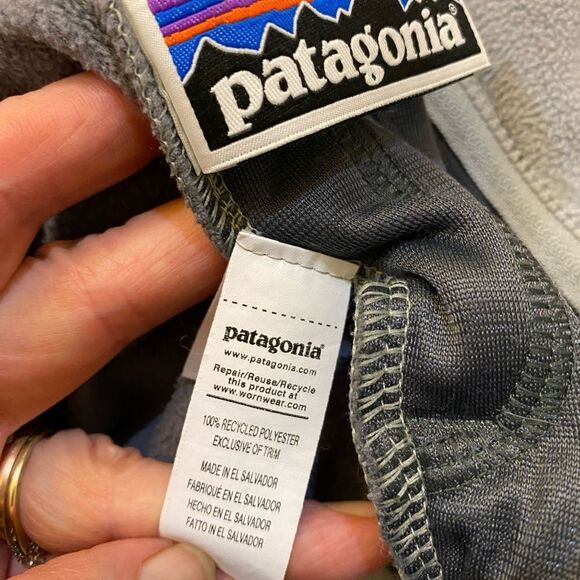 patagonia
patagonia®
www.patagonia.com
Repair/Reuse/Recycle
this product at
www.wornwear.com
100% RECYCLED POLYESTER
EXCLUSIVE OF TRIM
MADE IN EL SALVADOR
FABRIQUÉ EN EL SALVADOR
HECHO EN EL SALVADOR
FATTO IN EL SALVADOR